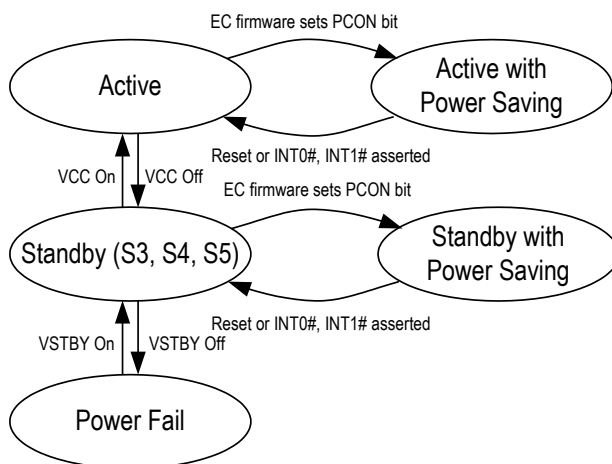 EC firmware sets PCON bit
Active
Active with
Power Saving
Reset or INT0#, INT1# asserted
VCC On
VCC Off
EC firmware sets PCON bit
Standby (S3, S4, S5)
Standby with
Power Saving
Reset or INT0#, INT1# asserted
VSTBY On
VSTBY Off
Power Fail